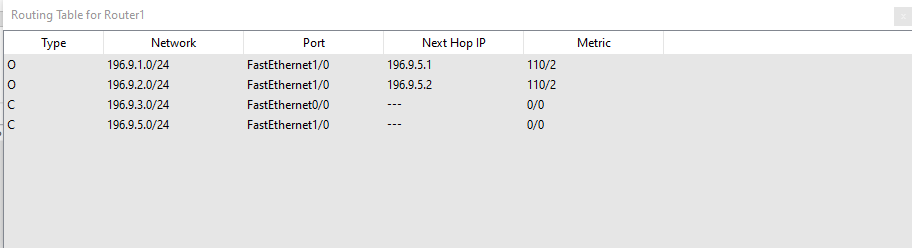 Routing Table for Router1
Type Network Port Next Hop IP Metric
O 196.9.1.0/24 FastEthernet1/0 196.9.5.1 110/2
O 196.9.2.0/24 FastEthernet1/0 196.9.5.2 110/2
C 196.9.3.0/24 FastEthernet0/0 --- 0/0
C 196.9.5.0/24 FastEthernet1/0 --- 0/0